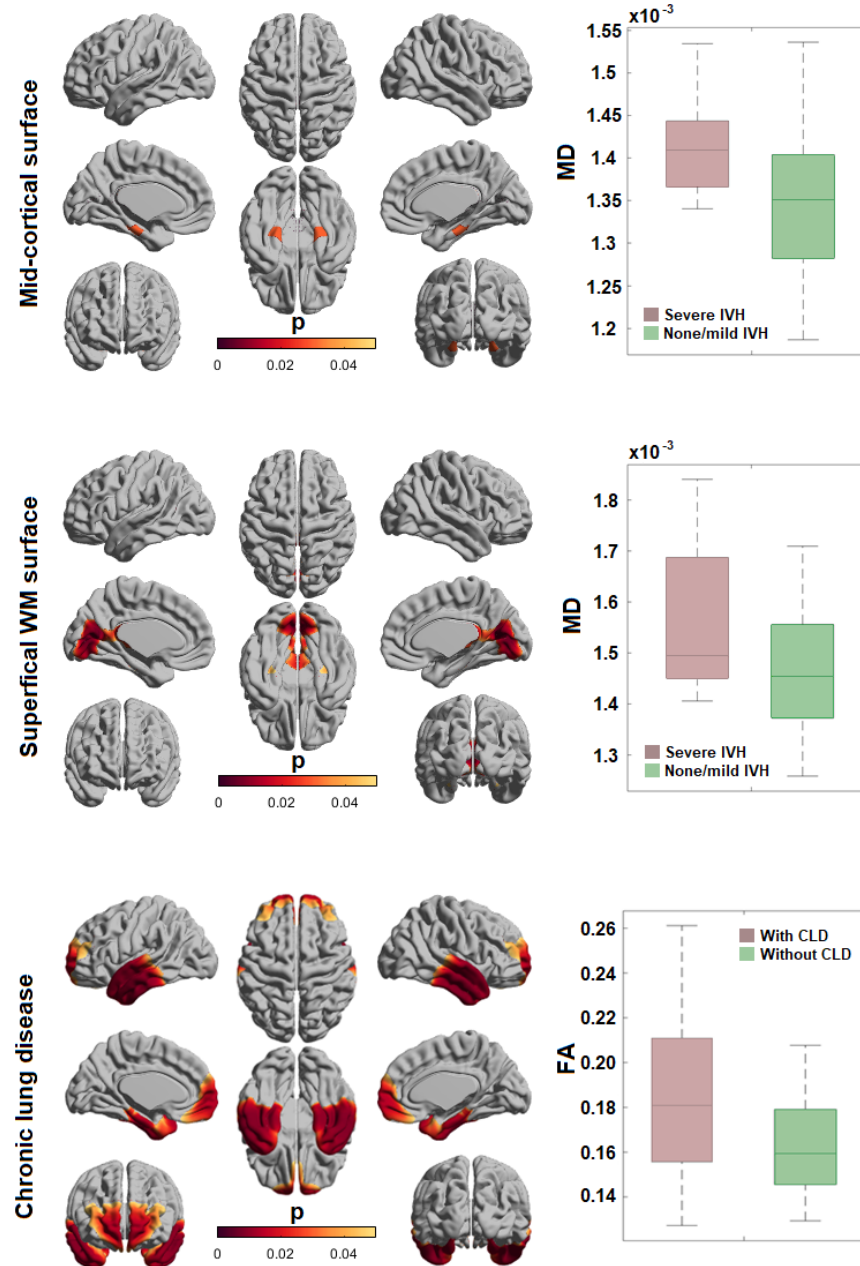 Mid-cortical surface
p
0
0.02
0.04
x10 -3
MD
1.55
1.5
1.45
1.4
1.35
1.3
1.25
1.2
Severe IVH
None/mild IVH
Superfical WM surface
p
0
0.02
0.04
x10 -3
MD
1.8
1.7
1.6
1.5
1.4
1.3
Severe IVH
None/mild IVH
Chronic lung disease
p
0
0.02
0.04
FA
0.26
0.24
0.22
0.20
0.18
0.16
0.14
With CLD
Without CLD